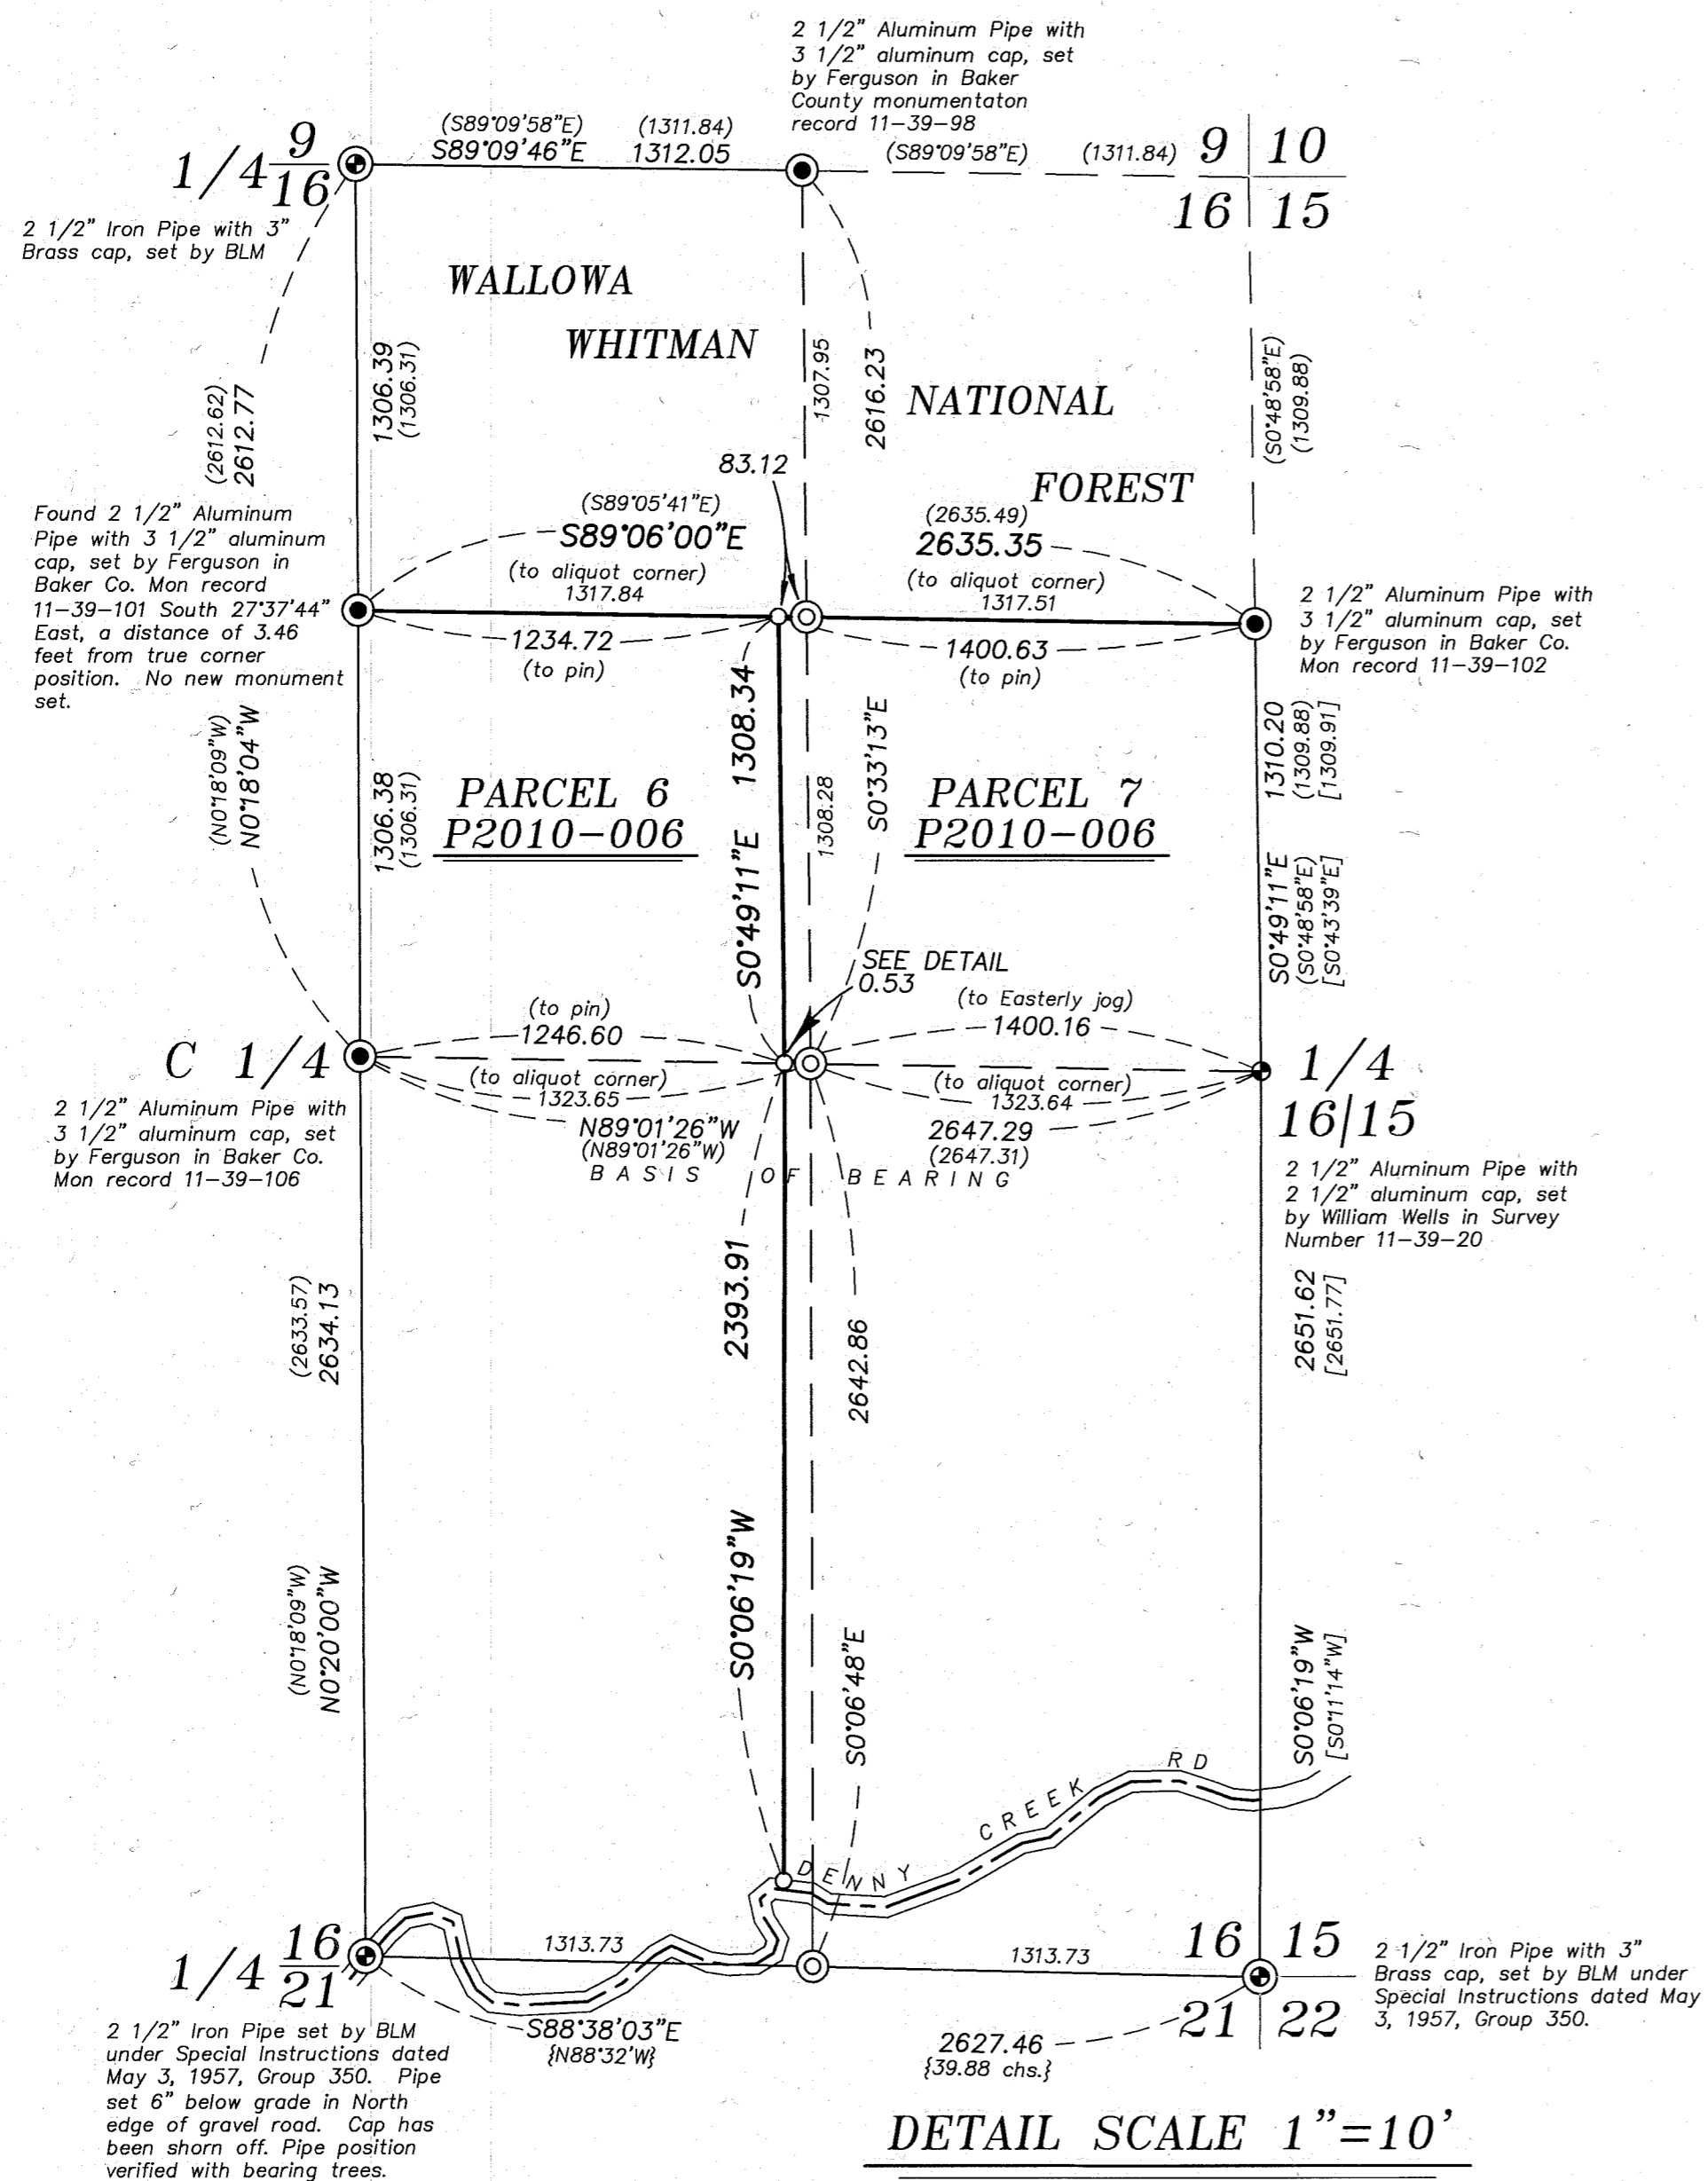 2 1/2" Aluminum Pipe with
3 1/2" aluminum cap, set
by Ferguson in Baker
County monumentaton
record 11-39-98
1/4 9
16
(S89°09'58"E) (1311.84)
S89°09'46"E 1312.05
(S89°09'58"E) (1311.84)
9 10
16 15
2 1/2" Iron Pipe with 3"
Brass cap, set by BLM
WALLOWA
WHITMAN
NATIONAL
FOREST
(2612.62)
2612.77
1306.39
(1306.31)
1307.95
2616.23
(S0°48'58"E)
(1309.88)
83.12
(S89°05'41"E)
S89°06'00"E
(to aliquot corner)
1317.84
1234.72
(to pin)
(2635.49)
2635.35
(to aliquot corner)
1317.51
1400.63
(to pin)
Found 2 1/2" Aluminum
Pipe with 3 1/2" aluminum
cap, set by Ferguson in
Baker Co. Mon record
11-39-101 South 27°37'44"
East, a distance of 3.46
feet from true corner
position. No new monument
set.
2 1/2" Aluminum Pipe with
3 1/2" aluminum cap, set
by Ferguson in Baker Co.
Mon record 11-39-102
(N0°18'09"W)
N0°18'04"W
1306.38
(1306.31)
PARCEL 6
P2010-006
S0°49'11"E 1308.34
1308.28
S0°33'13"E
PARCEL 7
P2010-006
1310.20
(1309.88)
[1309.91]
S0°49'11"E
(S0°48'58"E)
[S0°43'39"E]
SEE DETAIL
0.53
C 1/4
(to pin)
1246.60
(to aliquot corner)
1323.65
N89°01'26"W
(N89°01'26"W)
(to Easterly jog)
1400.16
(to aliquot corner)
1323.64
2647.29
(2647.31)
BASIS OF BEARING
1/4
16|15
2 1/2" Aluminum Pipe with
3 1/2" aluminum cap, set
by Ferguson in Baker Co.
Mon record 11-39-106
2 1/2" Aluminum Pipe with
2 1/2" aluminum cap, set
by William Wells in Survey
Number 11-39-20
(2633.57)
2634.13
2393.91
2642.86
2651.62
[2651.77]
(N0°18'09"W)
N0°20'00"W
S0°06'19"W
S0°06'48"E
S0°06'19"W
[S0°11'14"W]
DENNY CREEK RD
1/4 16
21
1313.73
1313.73
16 15
21 22
S88°38'03"E
{N88°32'W}
2627.46
{39.88 chs.}
2 1/2" Iron Pipe with 3"
Brass cap, set by BLM under
Special Instructions dated May
3, 1957, Group 350.
2 1/2" Iron Pipe set by BLM
under Special Instructions dated
May 3, 1957, Group 350. Pipe
set 6" below grade in North
edge of gravel road. Cap has
been shorn off. Pipe position
verified with bearing trees.
DETAIL SCALE 1"=10'